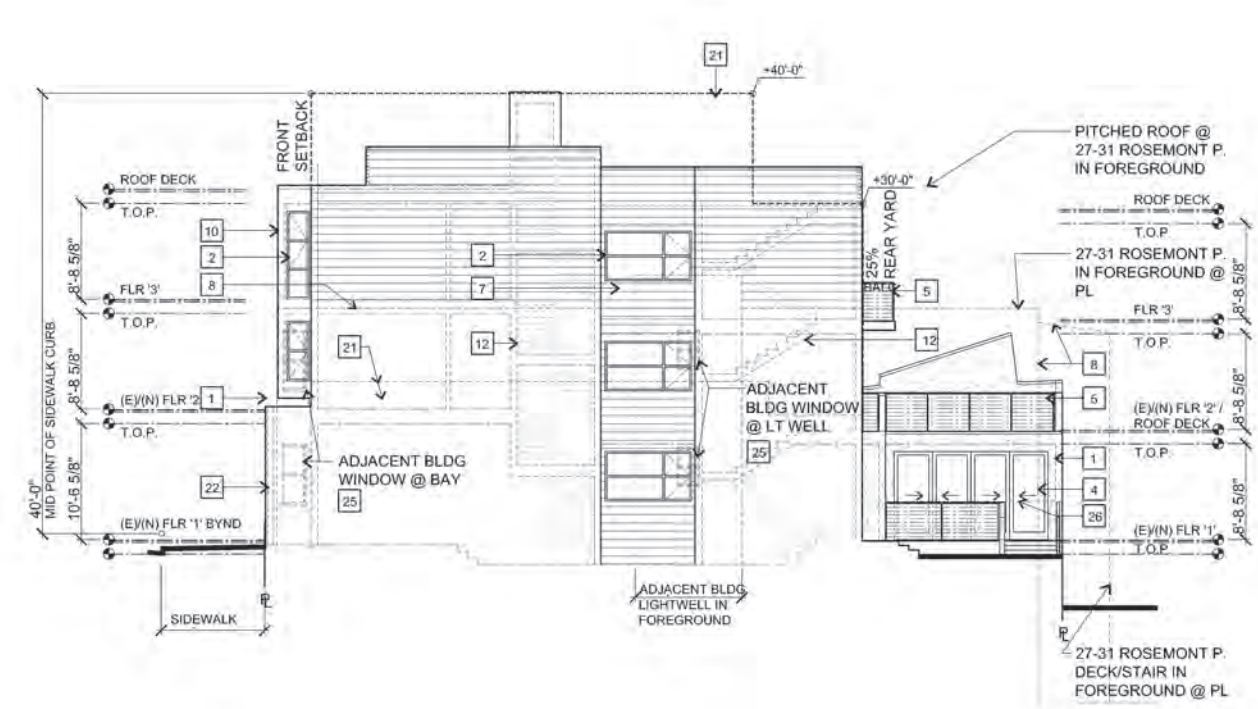 21
+40'-0"
FRONT
SETBACK
PITCHED ROOF @
27-31 ROSEMONT P.
IN FOREGROUND
ROOF DECK
T.O.P.
+30'-0"
ROOF DECK
T.O.P.
10
2
8
2
7
25%
REAR YARD
BALC
5
27-31 ROSEMONT P.
IN FOREGROUND @
PL
8'-8 5/8"
8'-8 5/8"
FLR '3'
T.O.P.
FLR '3'
T.O.P.
21
12
12
8
MID POINT OF SIDEWALK CURB
40'-0"
8'-8 5/8"
8'-8 5/8"
(E)/(N) FLR '2
1
T.O.P.
ADJACENT
BLDG WINDOW
@ LT WELL
25
5
(E)/(N) FLR '2' /
ROOF DECK
T.O.P.
ADJACENT BLDG
WINDOW @ BAY
25
22
10'-6 5/8"
1
4
26
8'-8 5/8"
(E)/(N) FLR '1' BYND
(E)/(N) FLR '1'
T.O.P.
ADJACENT BLDG
LIGHTWELL IN
FOREGROUND
PL
SIDEWALK
PL
27-31 ROSEMONT P.
DECK/STAIR IN
FOREGROUND @ PL